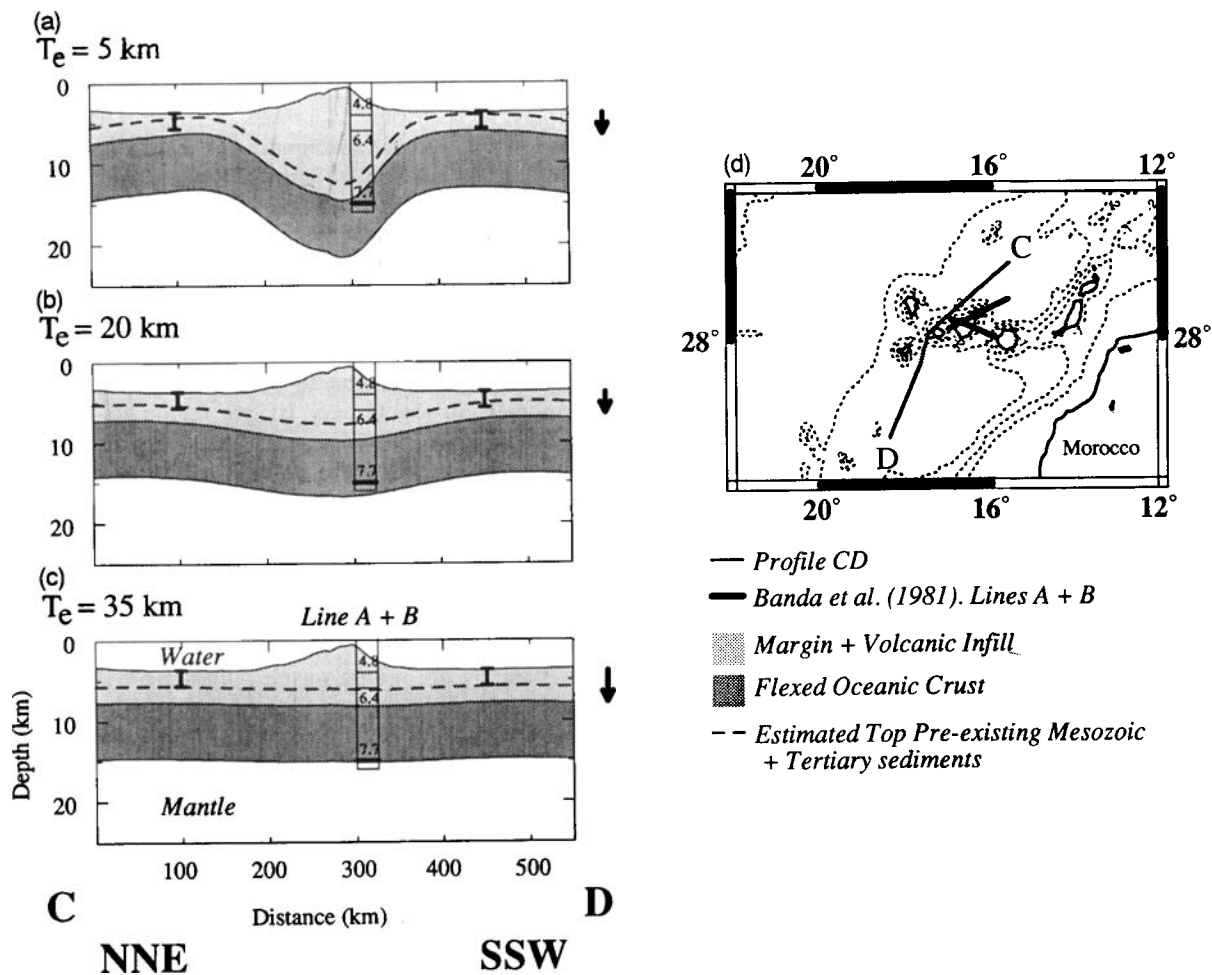 (a)
Te = 5 km
0
10
20
4.8
6.4
7.7
(b)
Te = 20 km
0
10
20
4.8
6.4
7.7
(c)
Te = 35 km
Line A + B
0
10
20
Water
4.8
6.4
7.7
Mantle
Depth (km)
100 200 300 400 500
C Distance (km) D
NNE SSW
(d)
20° 16° 12°
28° 28°
C
D
Morocco
20° 16° 12°
Profile CD
Banda et al. (1981). Lines A + B
Margin + Volcanic Infill
Flexed Oceanic Crust
Estimated Top Pre-existing Mesozoic
+ Tertiary sediments